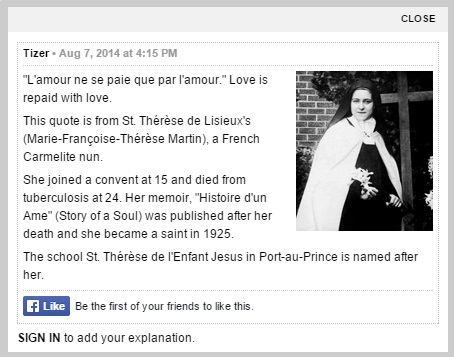 CLOSE
Tizer • Aug 7, 2014 at 4:15 PM
"L'amour ne se paie que par l'amour." Love is
repaid with love.
This quote is from St. Thérèse de Lisieux's
(Marie-Françoise-Thérèse Martin), a French
Carmelite nun.
She joined a convent at 15 and died from
tuberculosis at 24. Her memoir, "Histoire d'un
Ame" (Story of a Soul) was published after her
death and she became a saint in 1925.
The school St. Thérèse de l'Enfant Jesus in Port-au-Prince is named after
her.
f Like Be the first of your friends to like this.
SIGN IN to add your explanation.